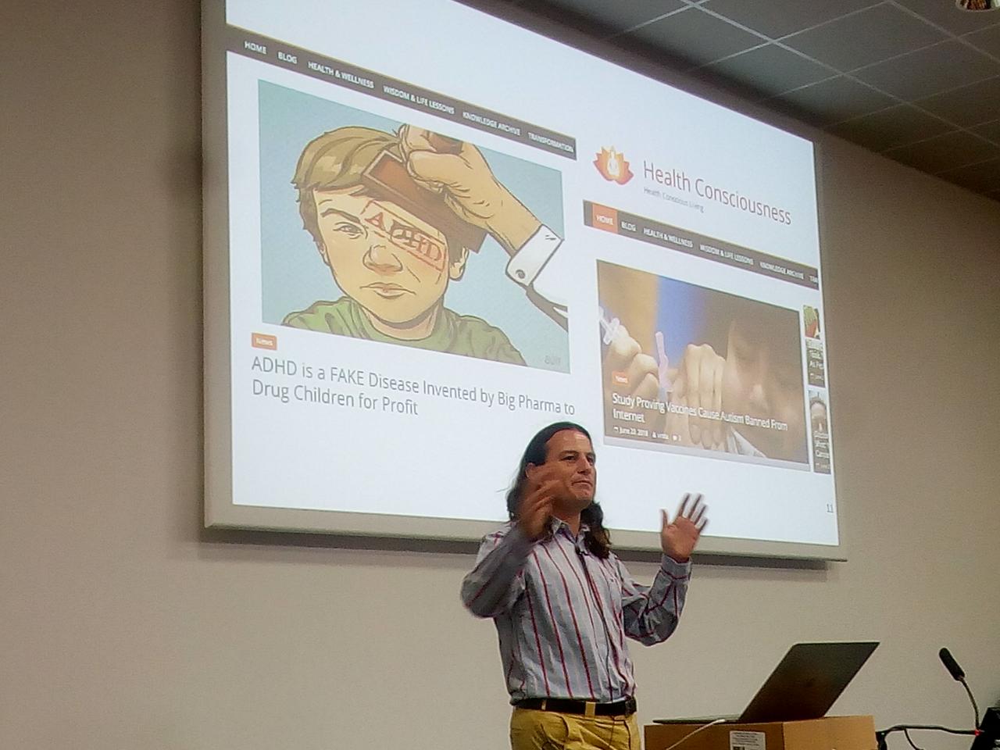 HOME BLOG HEALTH & WELLNESS WISDOM & LIFE LESSONS KNOWLEDGE ARCHIVE TRANSFORMATION
ADHD
News
ADHD is a FAKE Disease Invented by Big Pharma to
Drug Children for Profit
Health Consciousness
Health Conscious Living
HOME BLOG HEALTH & WELLNESS WISDOM & LIFE LESSONS KNOWLEDGE ARCHIVE TRA
News
Study Proving Vaccines Cause Autism Banned From
Internet
June 20, 2018
11